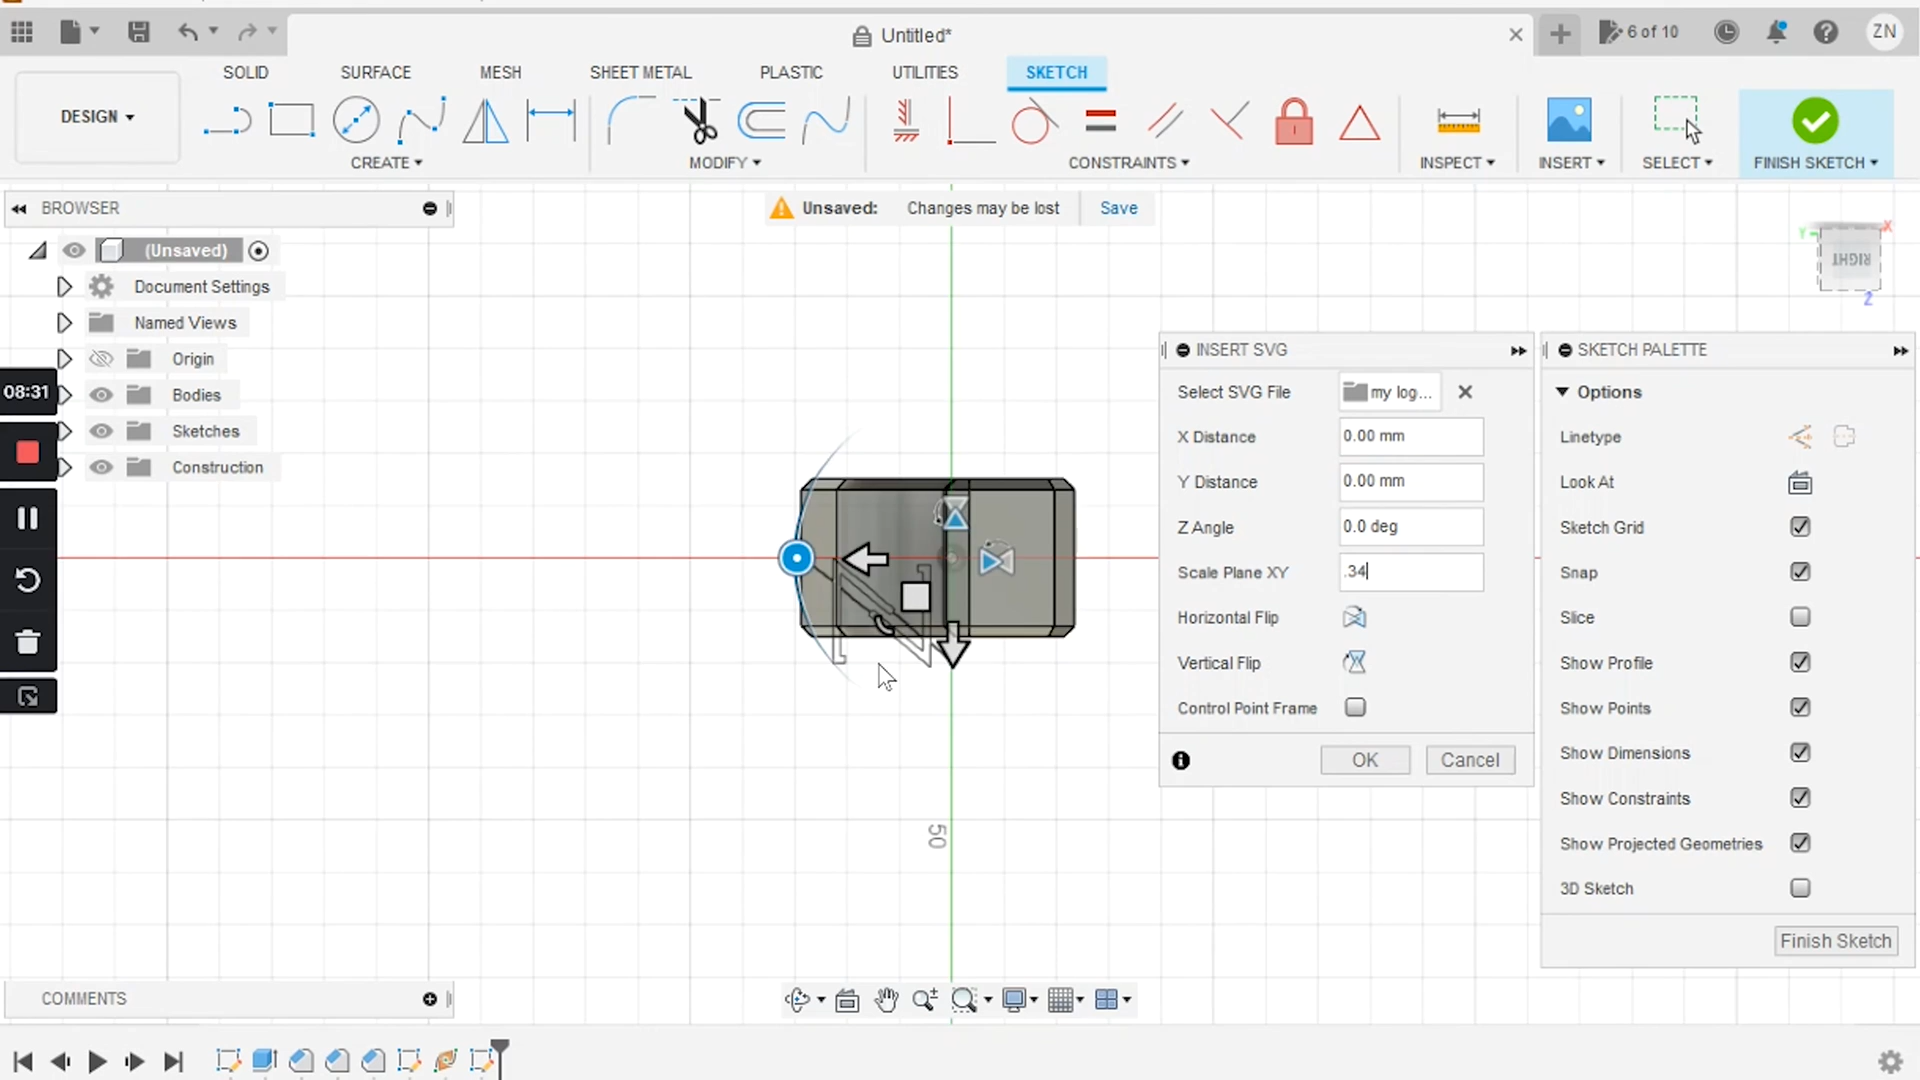 Untitled*
6 of 10
ZN
DESIGN
SOLID
SURFACE
MESH
SHEET METAL
PLASTIC
UTILITIES
SKETCH
CREATE
MODIFY
CONSTRAINTS
INSPECT
INSERT
SELECT
FINISH SKETCH
BROWSER
Unsaved:
Changes may be lost
Save
(Unsaved)
Document Settings
Named Views
Origin
Bodies
Sketches
Construction
08:31
Y
X
RIGHT
Z
INSERT SVG
Select SVG File
my log...
X Distance
0.00 mm
Y Distance
0.00 mm
Z Angle
0.0 deg
Scale Plane XY
.34
Horizontal Flip
Vertical Flip
Control Point Frame
OK
Cancel
SKETCH PALETTE
Options
Linetype
Look At
Sketch Grid
Snap
Slice
Show Profile
Show Points
Show Dimensions
Show Constraints
Show Projected Geometries
3D Sketch
Finish Sketch
50
COMMENTS